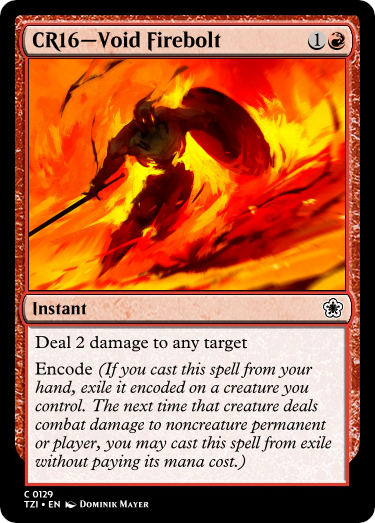 CR16—Void Firebolt 1
Instant
Deal 2 damage to any target
Encode (If you cast this spell from your
hand, exile it encoded on a creature you
control. The next time that creature deals
combat damage to noncreature permanent
or player, you may cast this spell from exile
without paying its mana cost.)
C 0129
TZI • EN Dominik Mayer